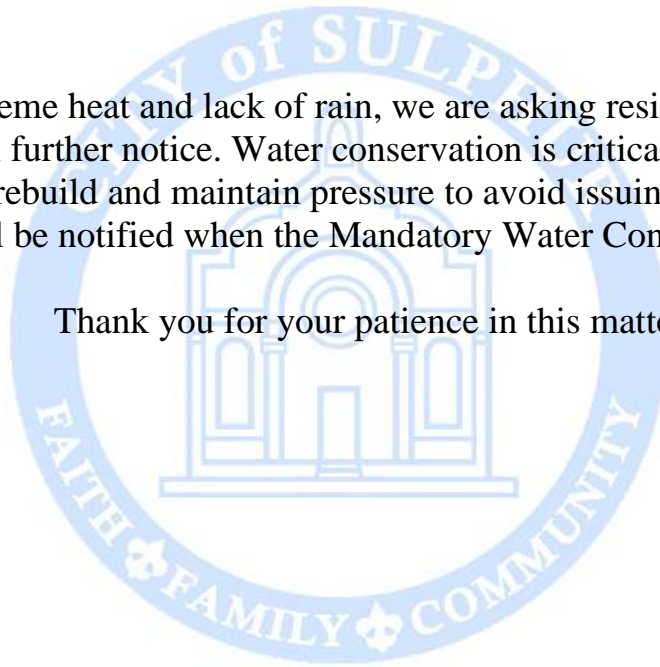 CITY of SULPHUR
eme heat and lack of rain, we are asking resi
further notice. Water conservation is critica
rebuild and maintain pressure to avoid issuin
l be notified when the Mandatory Water Con
Thank you for your patience in this matte
FAITH FAMILY COMMUNITY